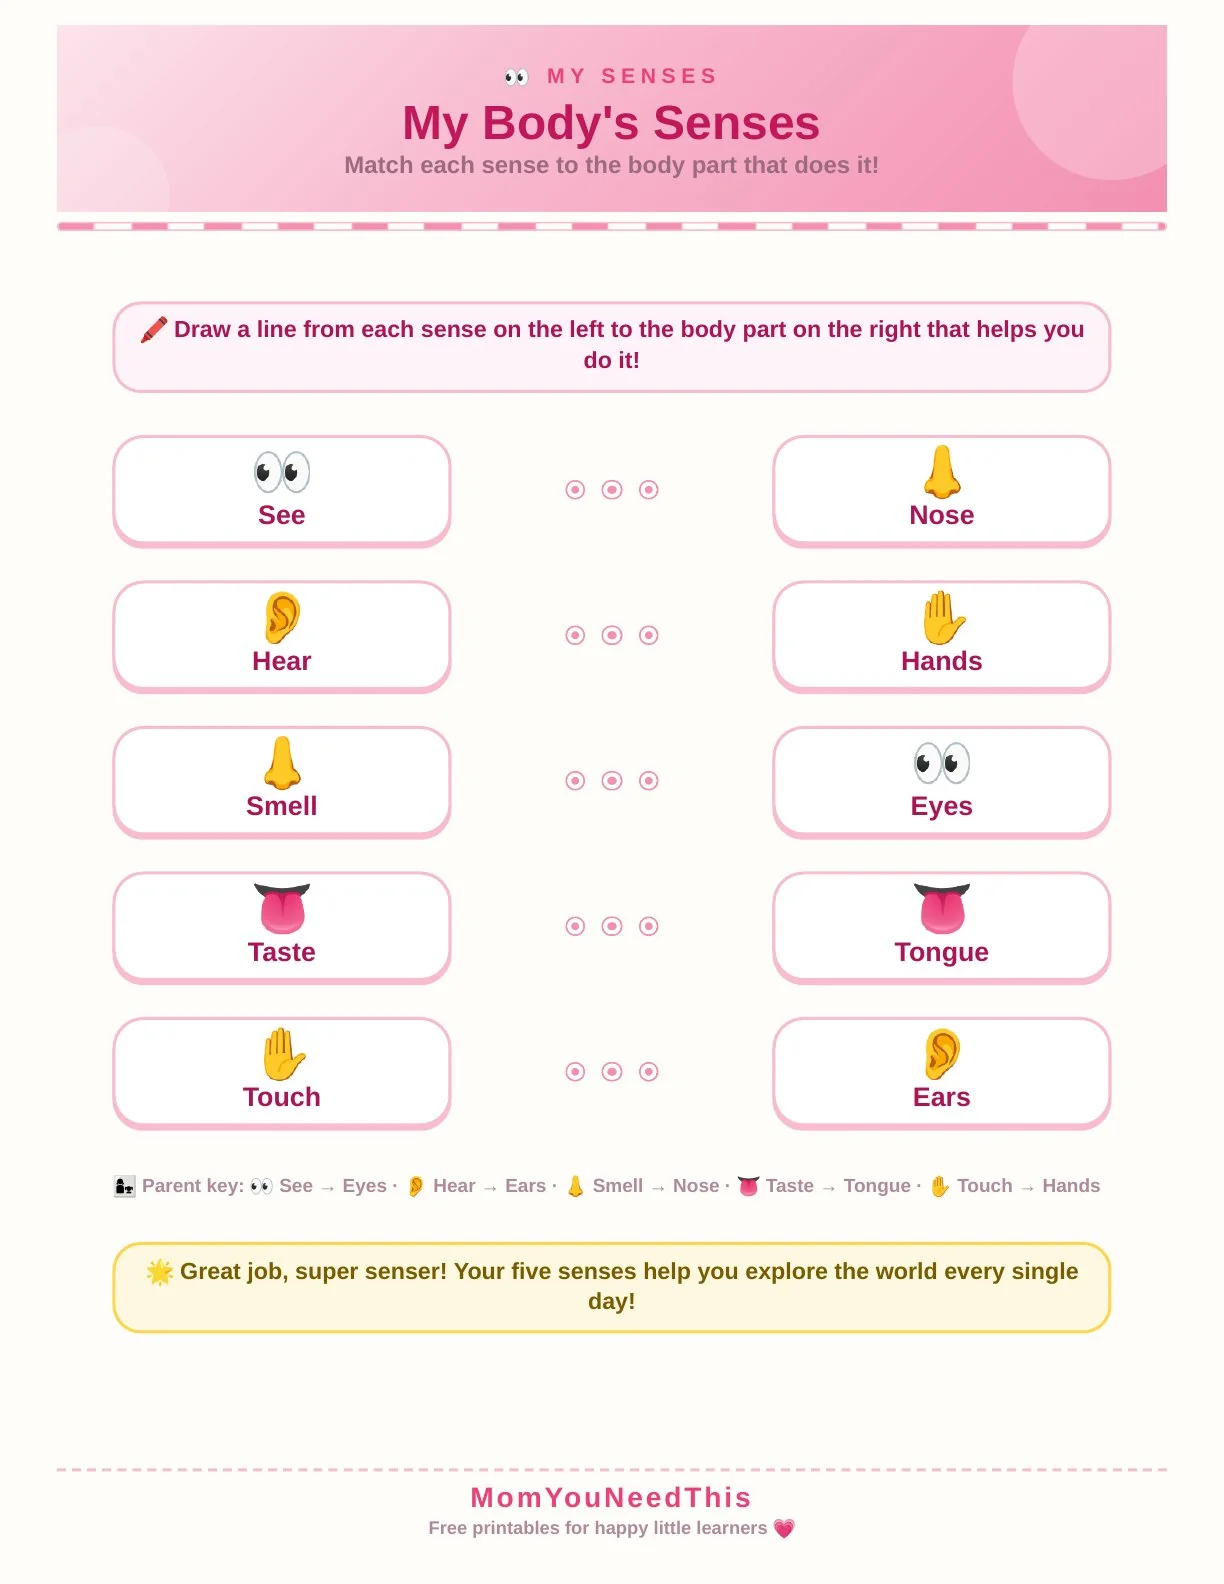 👀 MY SENSES
My Body's Senses
Match each sense to the body part that does it!
🖍️ Draw a line from each sense on the left to the body part on the right that helps you
do it!
See
Nose
Hear
Hands
Smell
Eyes
Taste
Tongue
Touch
Ears
Parent key: 👀 See → Eyes · 👂 Hear → Ears · 👃 Smell → Nose · 👅 Taste → Tongue · ✋ Touch → Hands
🌟 Great job, super senser! Your five senses help you explore the world every single
day!
MomYouNeedThis
Free printables for happy little learners 💗